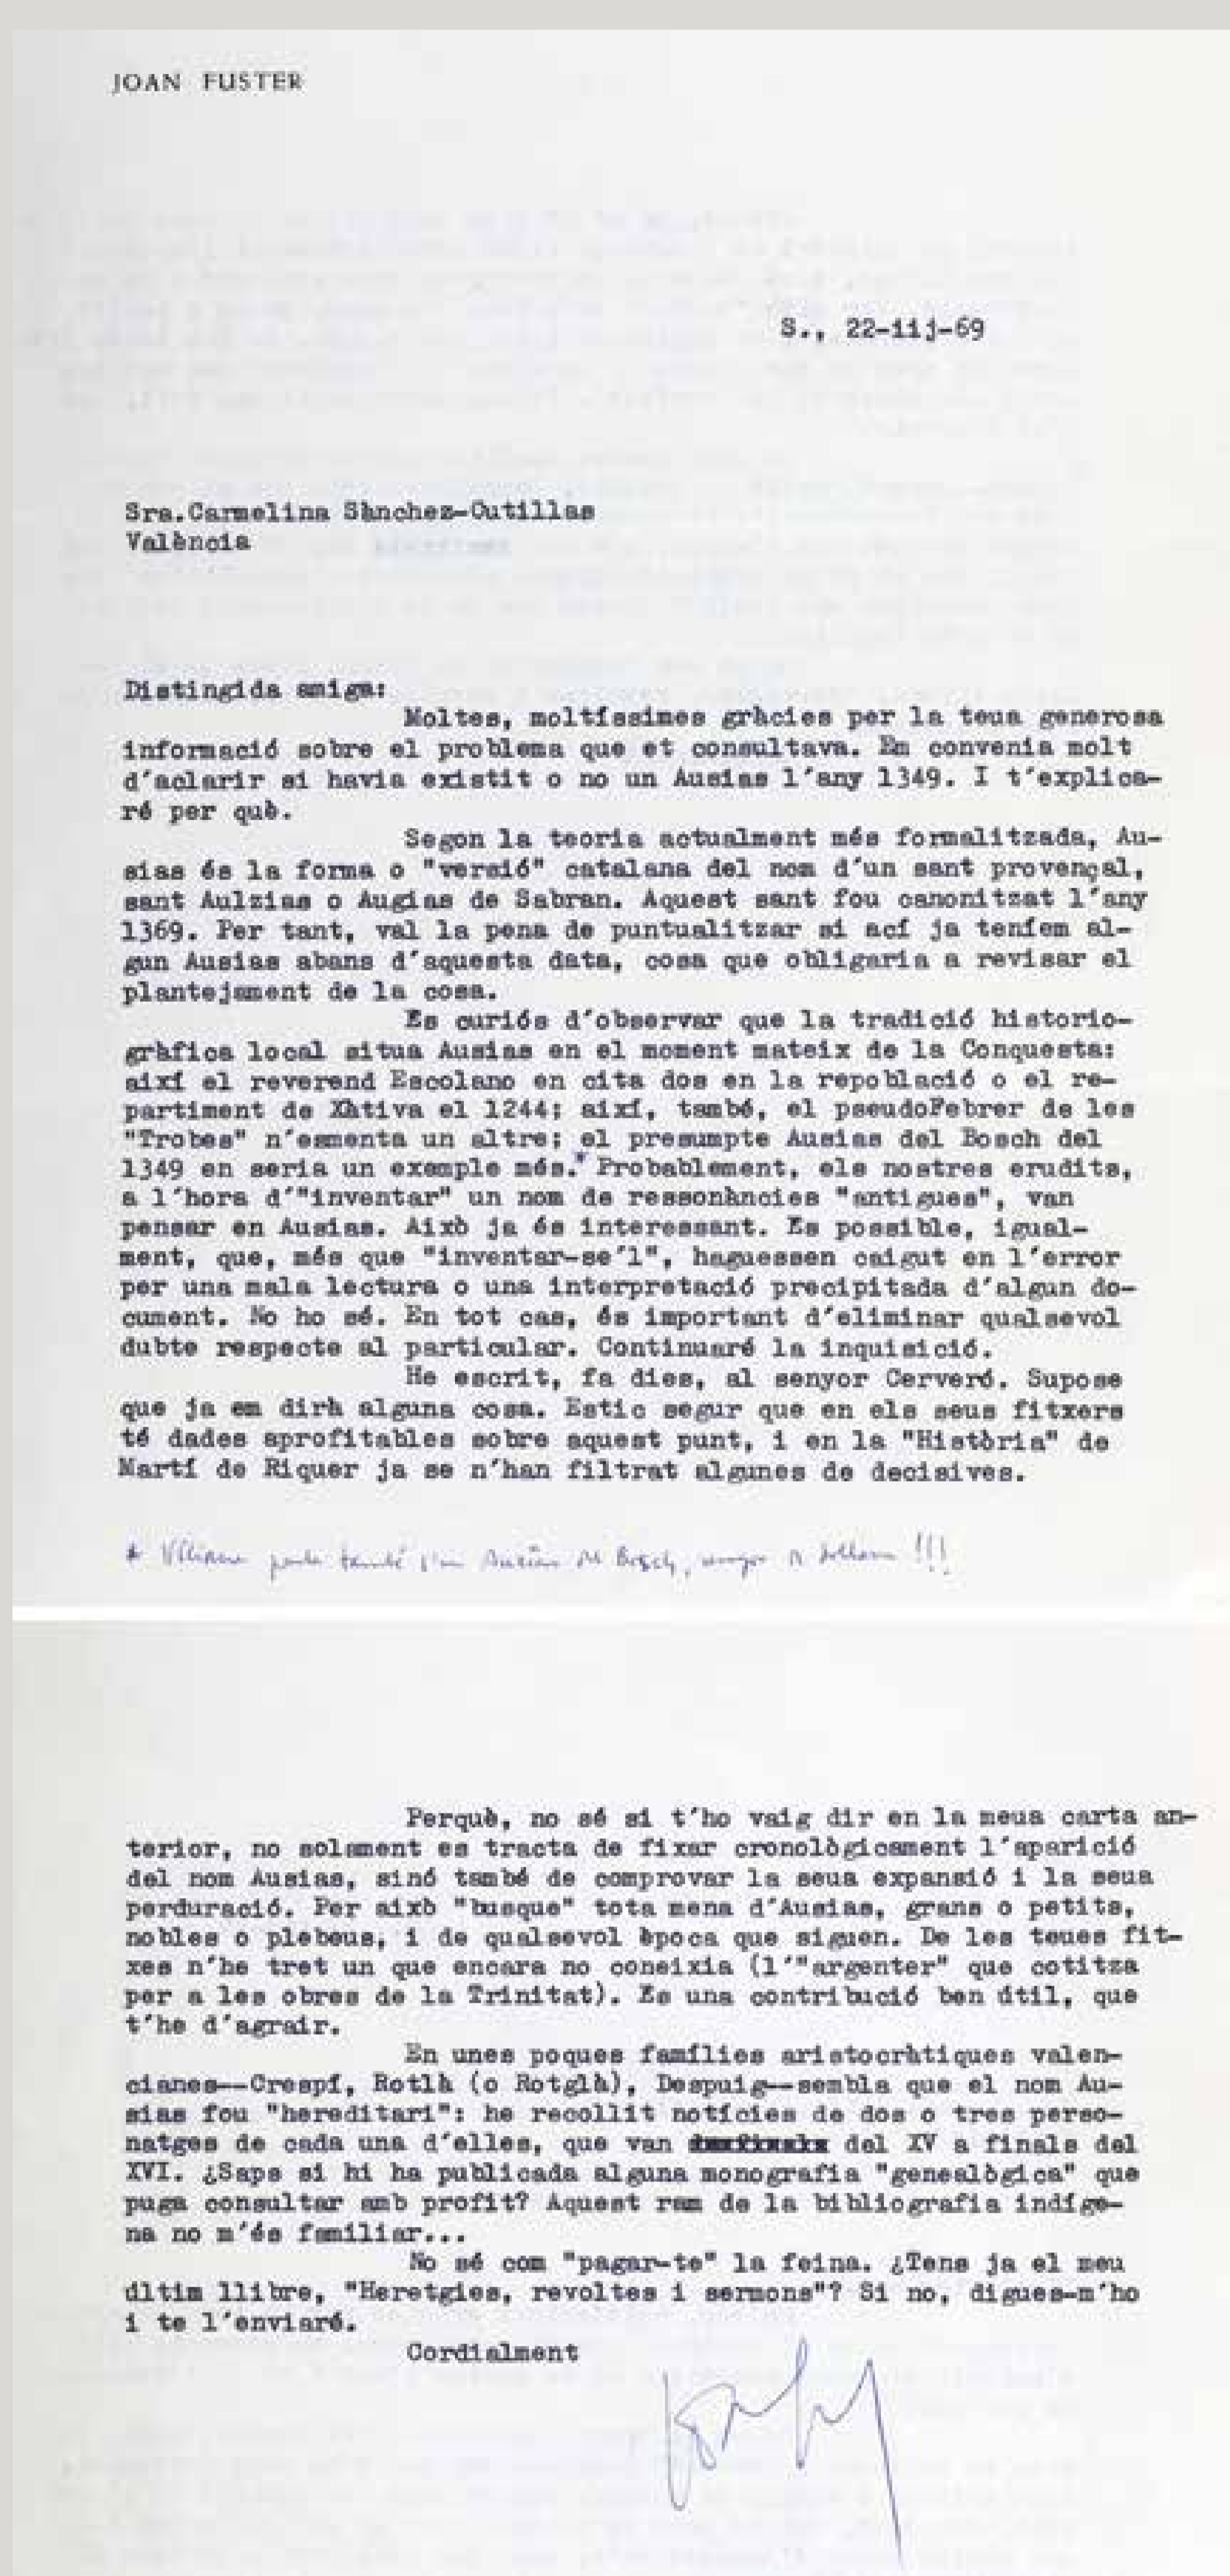 JOAN FUSTER
S., 22-iij-69
Sra.Carmelina Sànchez-Cutillas
València
Distingida amiga:
Moltes, moltíssimes gràcies per la teua generosa
informació sobre el problema que et consultava. Em convenia molt
d'aclarir si havia existit o no un Ausias l'any 1349. I t'explica-
ré per què.
Segon la teoria actualment més formalitzada, Au-
sias és la forma o "versió" catalana del nom d'un sant provençal,
sant Aulzias o Augias de Sabran. Aquest sant fou canonitzat l'any
1369. Per tant, val la pena de puntualitzar si ací ja teníem al-
gun Ausias abans d'aquesta data, cosa que obligaria a revisar el
plantejament de la cosa.
Es curiós d'observar que la tradició historio-
gràfica local situa Ausias en el moment mateix de la Conquesta:
així el reverend Escolano en cita dos en la repoblació o el re-
partiment de Xàtiva el 1244; així, també, el pseudoFebrer de les
"Trobes" n'esmenta un altre; el presumpte Ausias del Bosch del
1349 en seria un exemple més.* Probablement, els nostres erudits,
a l'hora d'"inventar" un nom de ressonàncies "antigues", van
pensar en Ausias. Això ja és interessant. Es possible, igual-
ment, que, més que "inventar-se'l", haguessen caigut en l'error
per una mala lectura o una interpretació precipitada d'algun do-
cument. No ho sé. En tot cas, és important d'eliminar qualsevol
dubte respecte al particular. Continuaré la inquisició.
He escrit, fa dies, al senyor Cerveró. Supose
que ja em dirà alguna cosa. Estic segur que en els seus fitxers
té dades aprofitables sobre aquest punt, i en la "Història" de
Martí de Riquer ja se n'han filtrat algunes de decisives.
* Viciana parla també d'un Ausias del Bosch, !!!
Perquè, no sé si t'ho vaig dir en la meua carta an-
terior, no solament es tracta de fixar cronològicament l'aparició
del nom Ausias, sinó també de comprovar la seua expansió i la seua
perduració. Per això "busque" tota mena d'Ausias, grans o petits,
nobles o plebeus, i de qualsevol època que siguen. De les teues fit-
xes n'he tret un que encara no coneixia (l'"argenter" que cotitza
per a les obres de la Trinitat). Es una contribució ben útil, que
t'he d'agrair.
En unes poques famílies aristocràtiques valen-
cianes--Crespí, Rotlà (o Rotglà), Despuig--sembla que el nom Au-
sias fou "hereditari": he recollit notícies de dos o tres perso-
natges de cada una d'elles, que van del XV a finals del
XVI. ¿Saps si hi ha publicada alguna monografia "genealògica" que
puga consultar amb profit? Aquest ram de la bibliografia indíge-
na no m'és familiar...
No sé com "pagar-te" la feina. ¿Tens ja el meu
últim llibre, "Heretgies, revoltes i sermons"? Si no, digues-m'ho
i te l'enviaré.
Cordialment